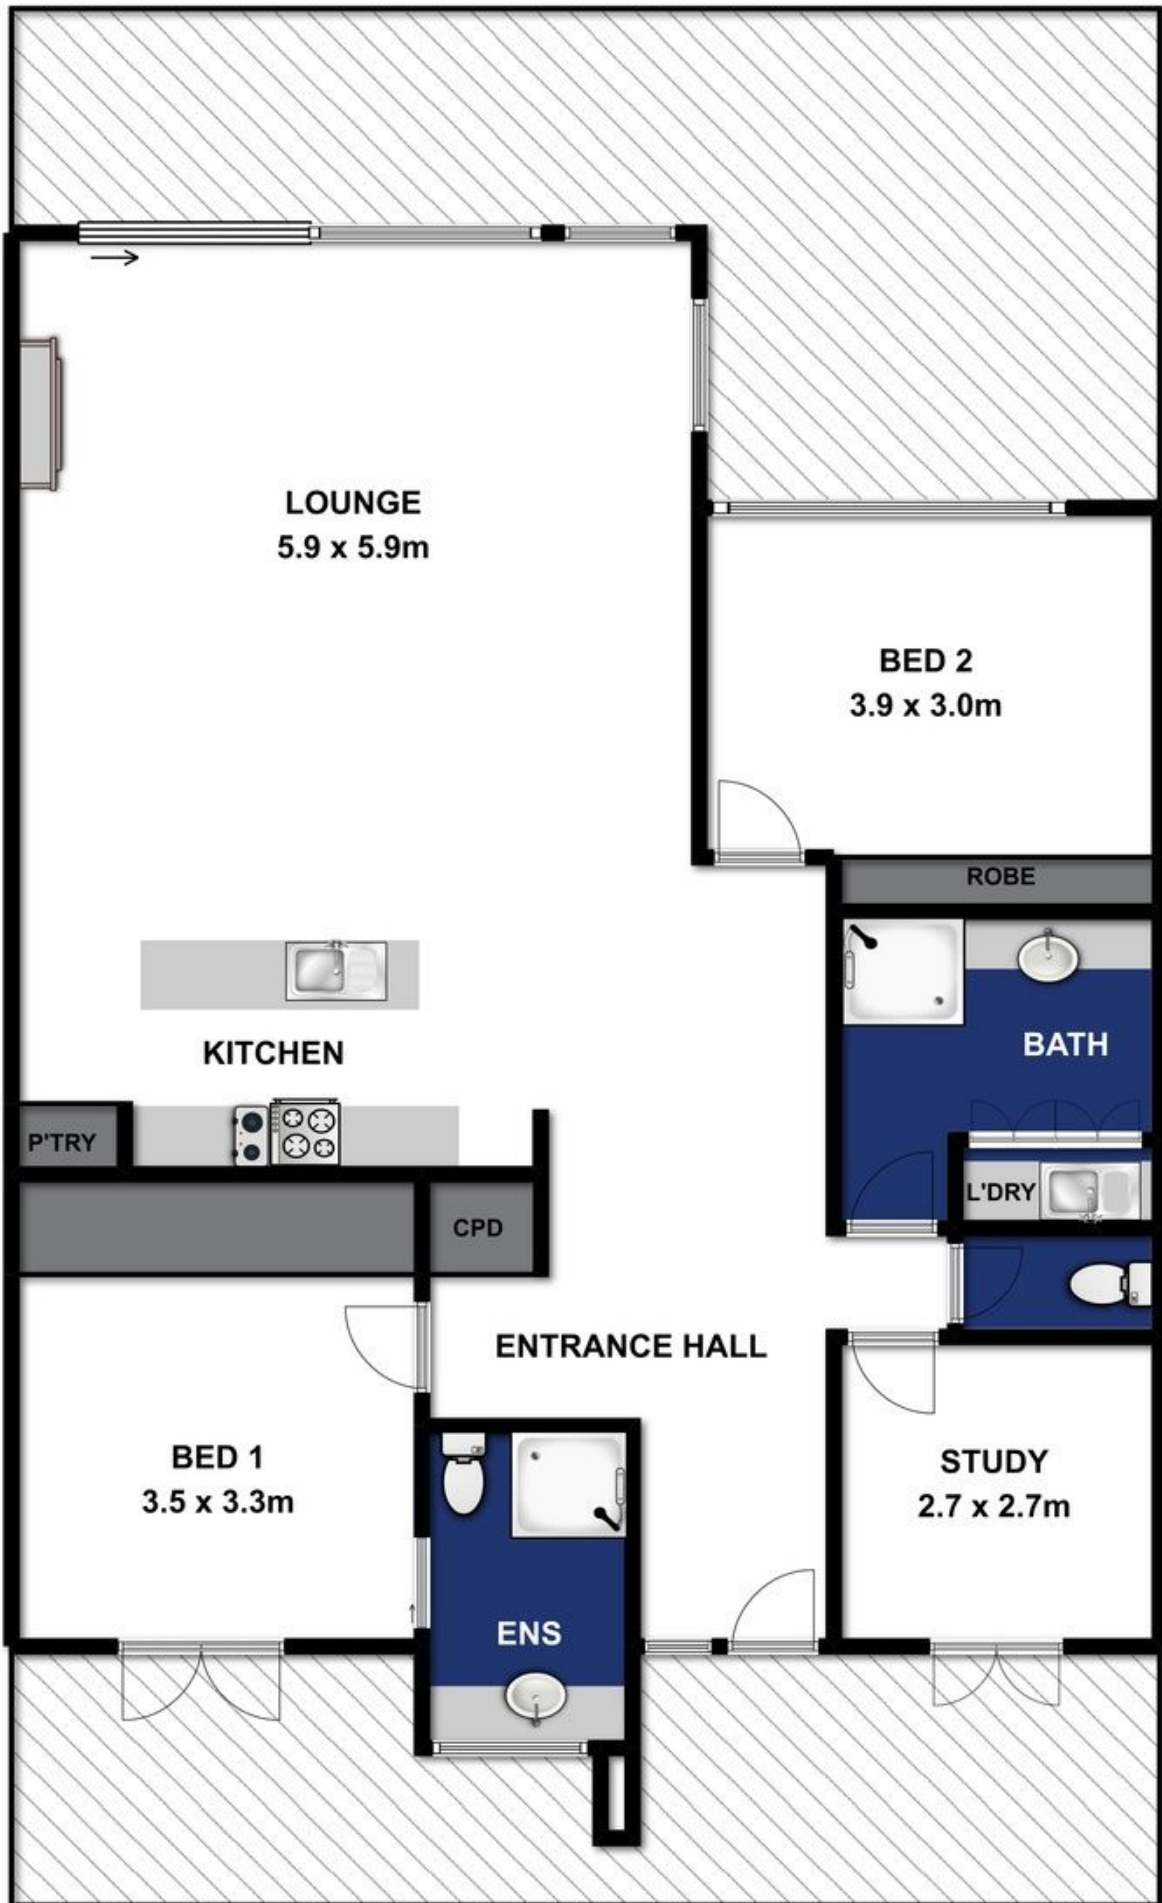 LOUNGE
5.9 x 5.9m
BED 2
3.9 x 3.0m
ROBE
BATH
KITCHEN
P'TRY
L'DRY
CPD
ENTRANCE HALL
BED 1
3.5 x 3.3m
STUDY
2.7 x 2.7m
ENS